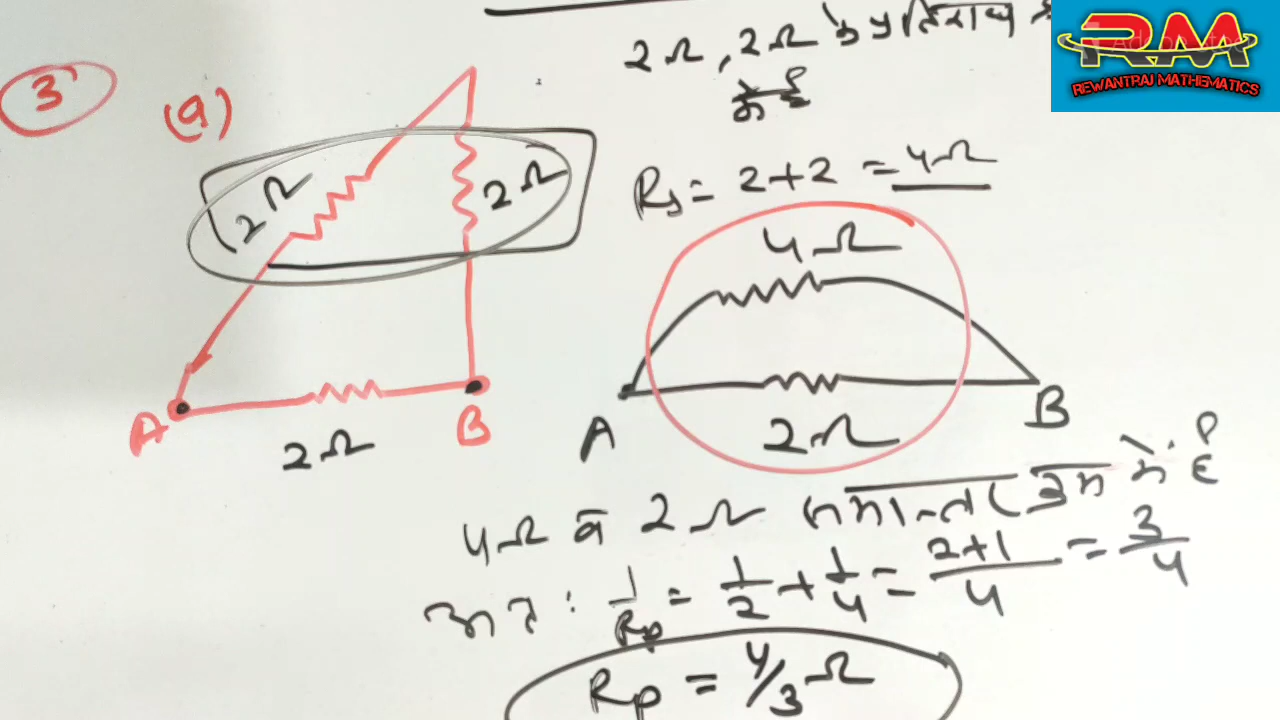 2Ω, 2Ω
3
(a)
2Ω
2Ω
Rs = 2+2 = 4Ω
4Ω
2Ω
A
B
2Ω
A
B
4Ω व 2Ω समान्तर क्रम में है
अतः 1/Rp = 1/2 + 1/4 = 2+1/4 = 3/4
Rp = 4/3 Ω
RM
REWANTRAJ MATHEMATICS